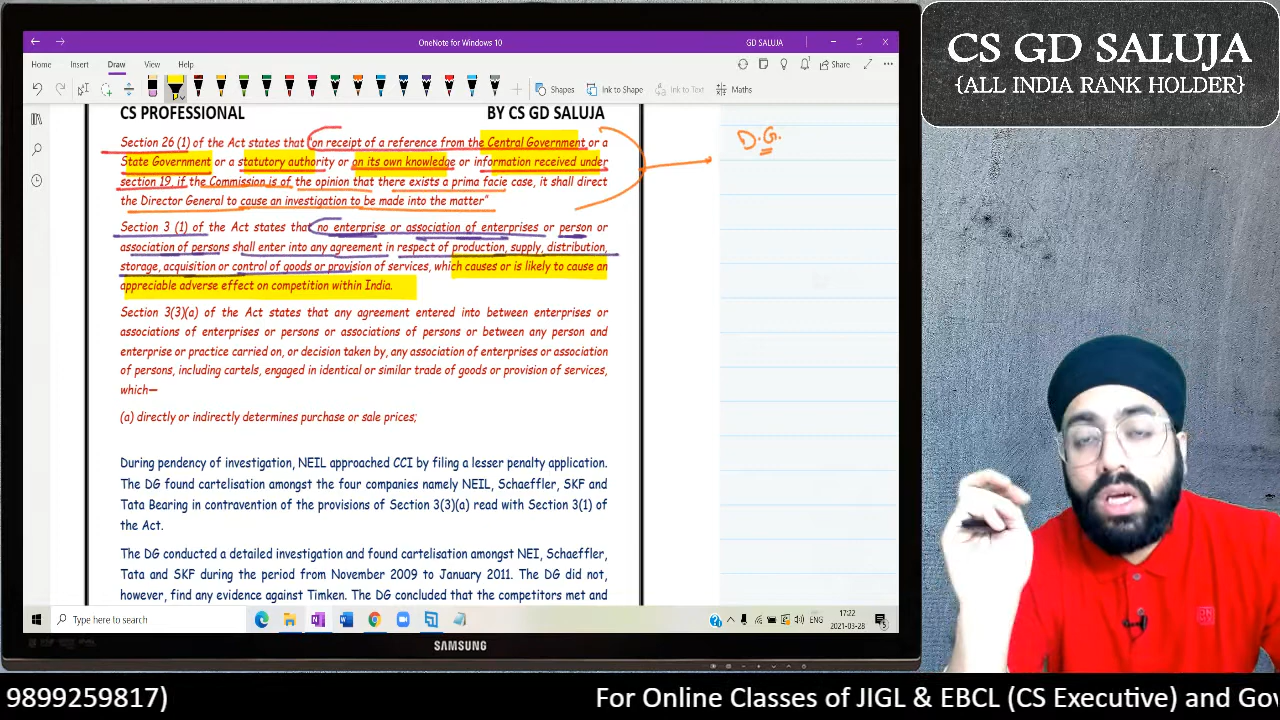 OneNote for Windows 10
GD SALUJA
Home Insert Draw View Help
Share
Shapes Ink to Shape Ink to Text Maths
CS PROFESSIONAL BY CS GD SALUJA
Section 26 (1) of the Act states that "on receipt of a reference from the Central Government or a
State Government or a statutory authority or on its own knowledge or information received under
section 19, if the Commission is of the opinion that there exists a prima facie case, it shall direct
the Director General to cause an investigation to be made into the matter"
Section 3 (1) of the Act states that no enterprise or association of enterprises or person or
association of persons shall enter into any agreement in respect of production, supply, distribution,
storage, acquisition or control of goods or provision of services, which causes or is likely to cause an
appreciable adverse effect on competition within India.
Section 3(3)(a) of the Act states that any agreement entered into between enterprises or
associations of enterprises or persons or associations of persons or between any person and
enterprise or practice carried on, or decision taken by, any association of enterprises or association
of persons, including cartels, engaged in identical or similar trade of goods or provision of services,
which—
(a) directly or indirectly determines purchase or sale prices;
During pendency of investigation, NEIL approached CCI by filing a lesser penalty application.
The DG found cartelisation amongst the four companies namely NEIL, Schaeffler, SKF and
Tata Bearing in contravention of the provisions of Section 3(3)(a) read with Section 3(1) of
the Act.
The DG conducted a detailed investigation and found cartelisation amongst NEI, Schaeffler,
Tata and SKF during the period from November 2009 to January 2011. The DG did not,
however, find any evidence against Timken. The DG concluded that the competitors met and
D.G.
Type here to search
ENG
17:22
2021-03-28
SAMSUNG
CS GD SALUJA
{ALL INDIA RANK HOLDER}
9899259817) For Online Classes of JIGL & EBCL (CS Executive) and Gov